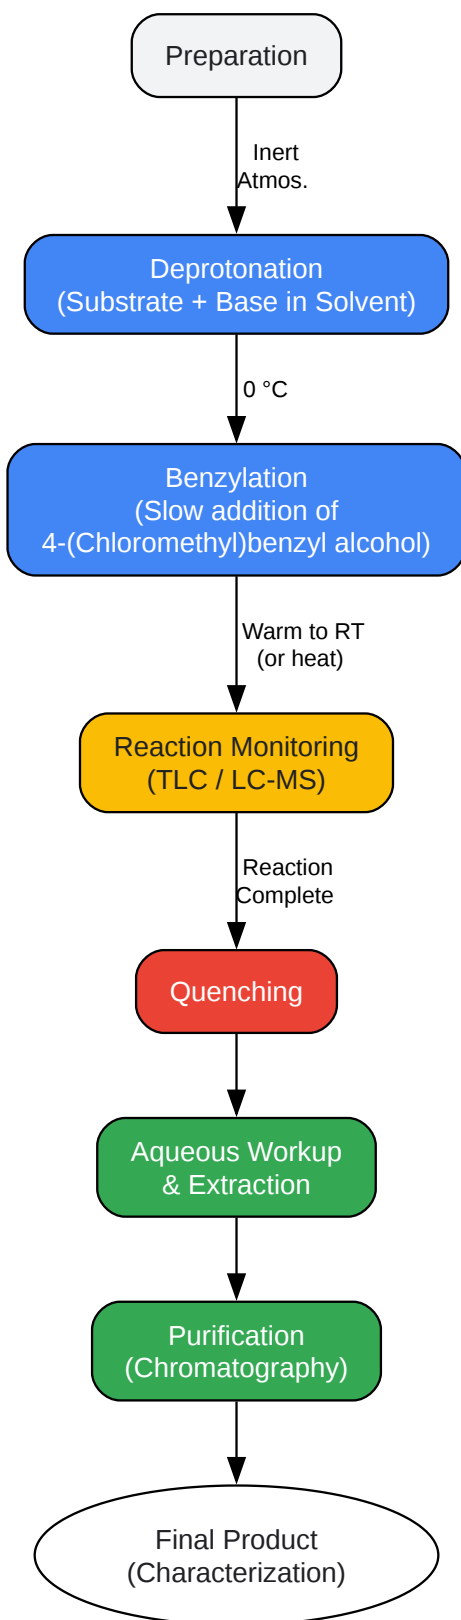 Preparation
Inert
Atmos.
Deprotonation
(Substrate + Base in Solvent)
0 °C
Benzylation
(Slow addition of
4-(Chloromethyl)benzyl alcohol)
Warm to RT
(or heat)
Reaction Monitoring
(TLC / LC-MS)
Reaction
Complete
Quenching
Aqueous Workup
& Extraction
Purification
(Chromatography)
Final Product
(Characterization)